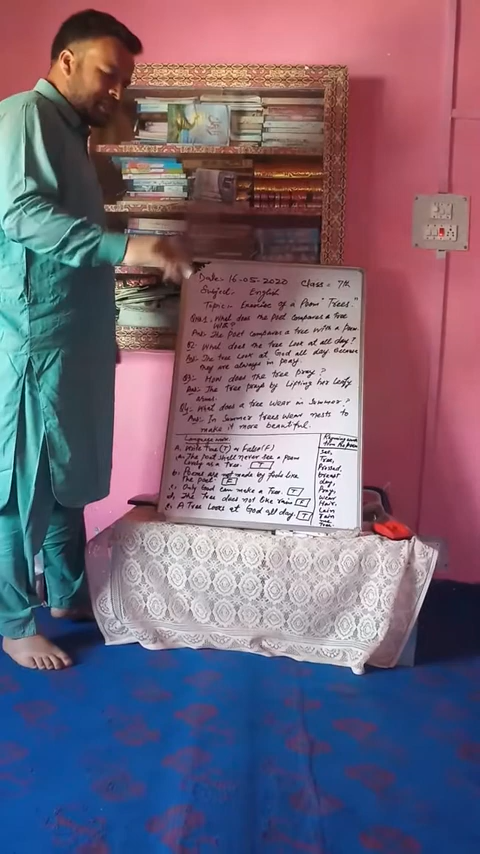 Date- 16-05-2020 Class- 7th
Subject- English
Topic- Exercise of a Poem "Trees."
Qno1. What does the Poet compares a tree
with?
Ans: The Poet compares a tree with a Poem
Q2: What does the tree Look at all day?
Ans: The tree Look at God all day because
they are always in pray.
Q3:- How does the tree pray?
Ans:- The tree prays by Lifting her Leafy
Arms.
Q4:- What does a tree Wear in Summer?
Ans:- In Summer trees Wear nests to
make it more beautiful.
Language work
A. Write True (T) or False (F)
a. The Poet shall never see a poem
Lovely as a tree. T
b. Poems are not made by fools Like
The Poet. F
c. Only God can make a Tree. T
d. The tree does not like rain F
e. A Tree Looks at God all day. T
Rhyming words
from the Poem
See,
Tree,
Pressed,
breast
day,
Pray,
Wear
Hair,
Lain
Rain
Tree